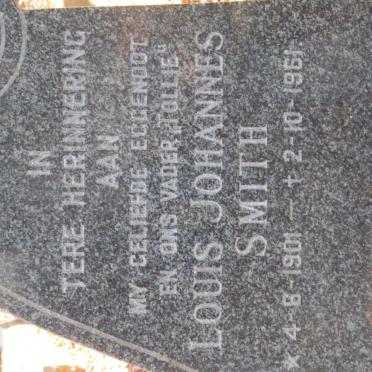 IN
TERE HERINNERING
AAN
MY GELIEFDE EGGENOOT
EN ONS VADER „TOLLIE"
LOUIS JOHANNES
SMITH
★ 4-8-1901 — † 2-10-1961